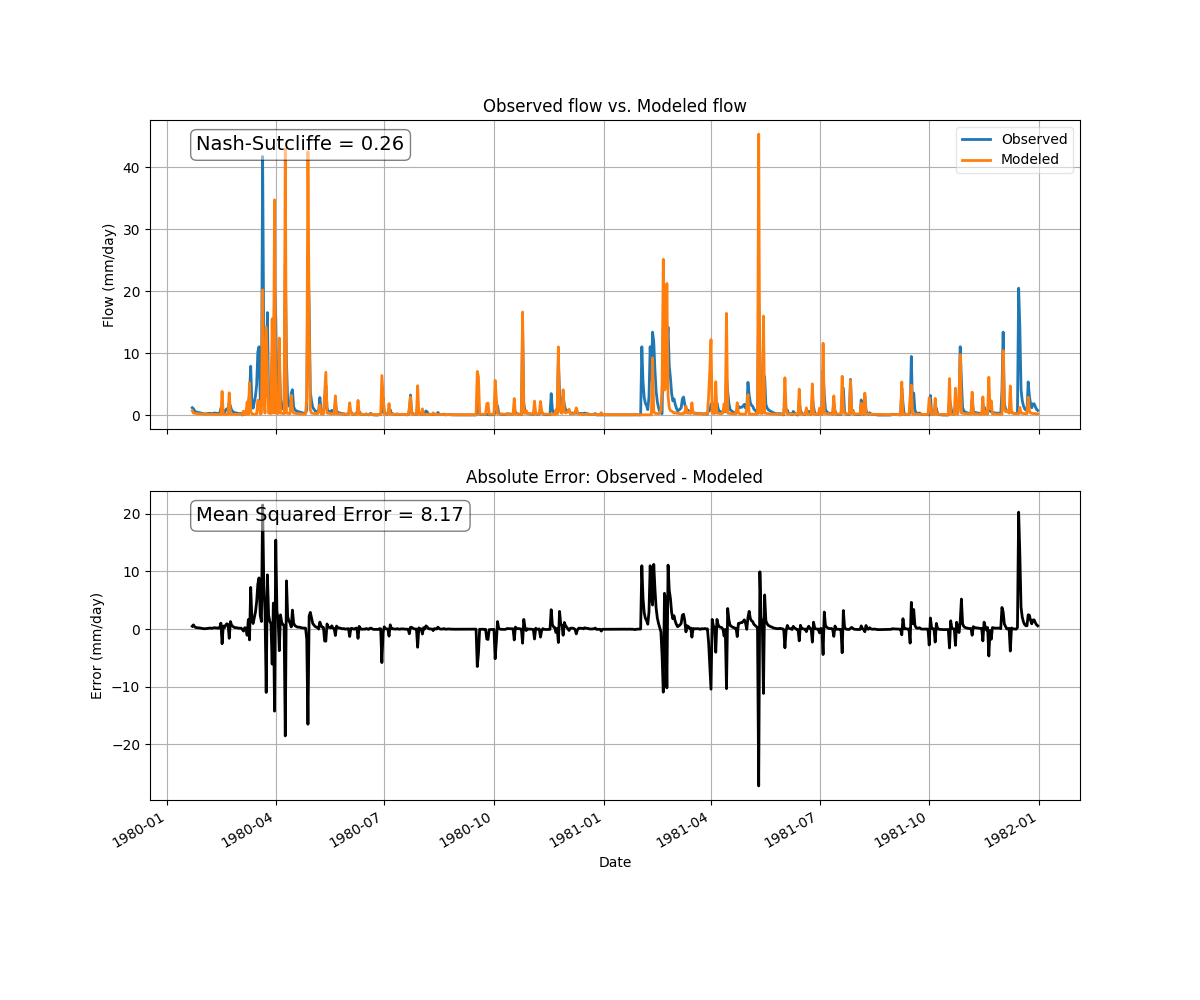 Observed flow vs. Modeled flow
Nash-Sutcliffe = 0.26
Observed
Modeled
40
30
20
10
0
Flow (mm/day)
Absolute Error: Observed - Modeled
Mean Squared Error = 8.17
20
10
0
−10
−20
Error (mm/day)
1980-01
1980-04
1980-07
1980-10
1981-01
1981-04
1981-07
1981-10
1982-01
Date